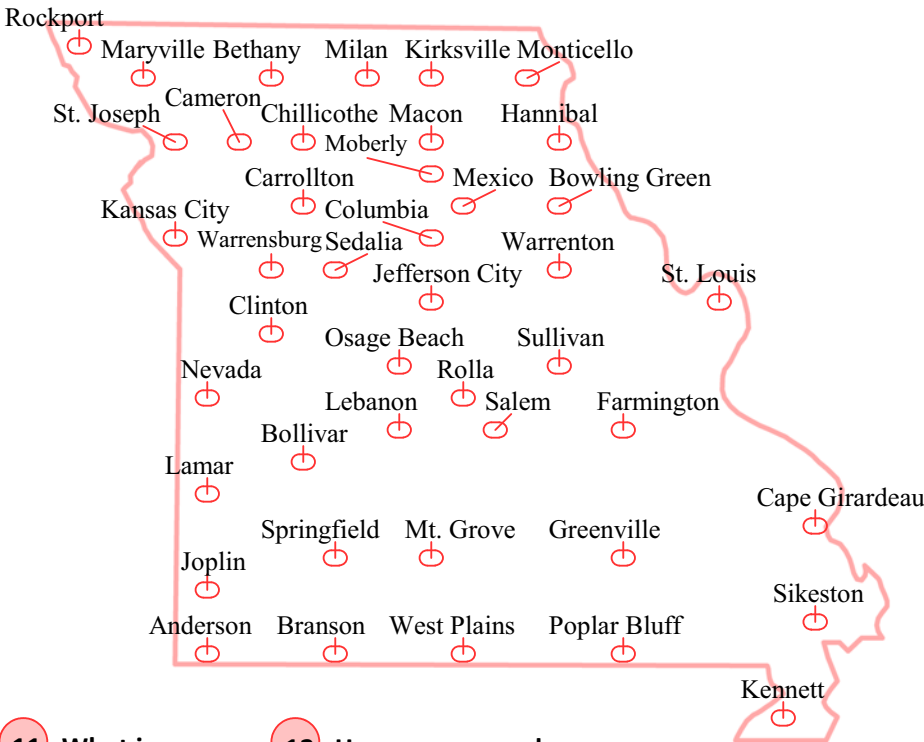 Rockport
Maryville Bethany Milan Kirksville Monticello
Cameron
St. Joseph Chillicothe Macon Hannibal
Moberly
Carrollton Mexico Bowling Green
Kansas City Columbia
Warrensburg Sedalia Warrenton
Jefferson City St. Louis
Clinton
Osage Beach Sullivan
Nevada Rolla
Lebanon Salem Farmington
Bollivar
Lamar
Cape Girardeau
Springfield Mt. Grove Greenville
Joplin
Sikeston
Anderson Branson West Plains Poplar Bluff
Kennett